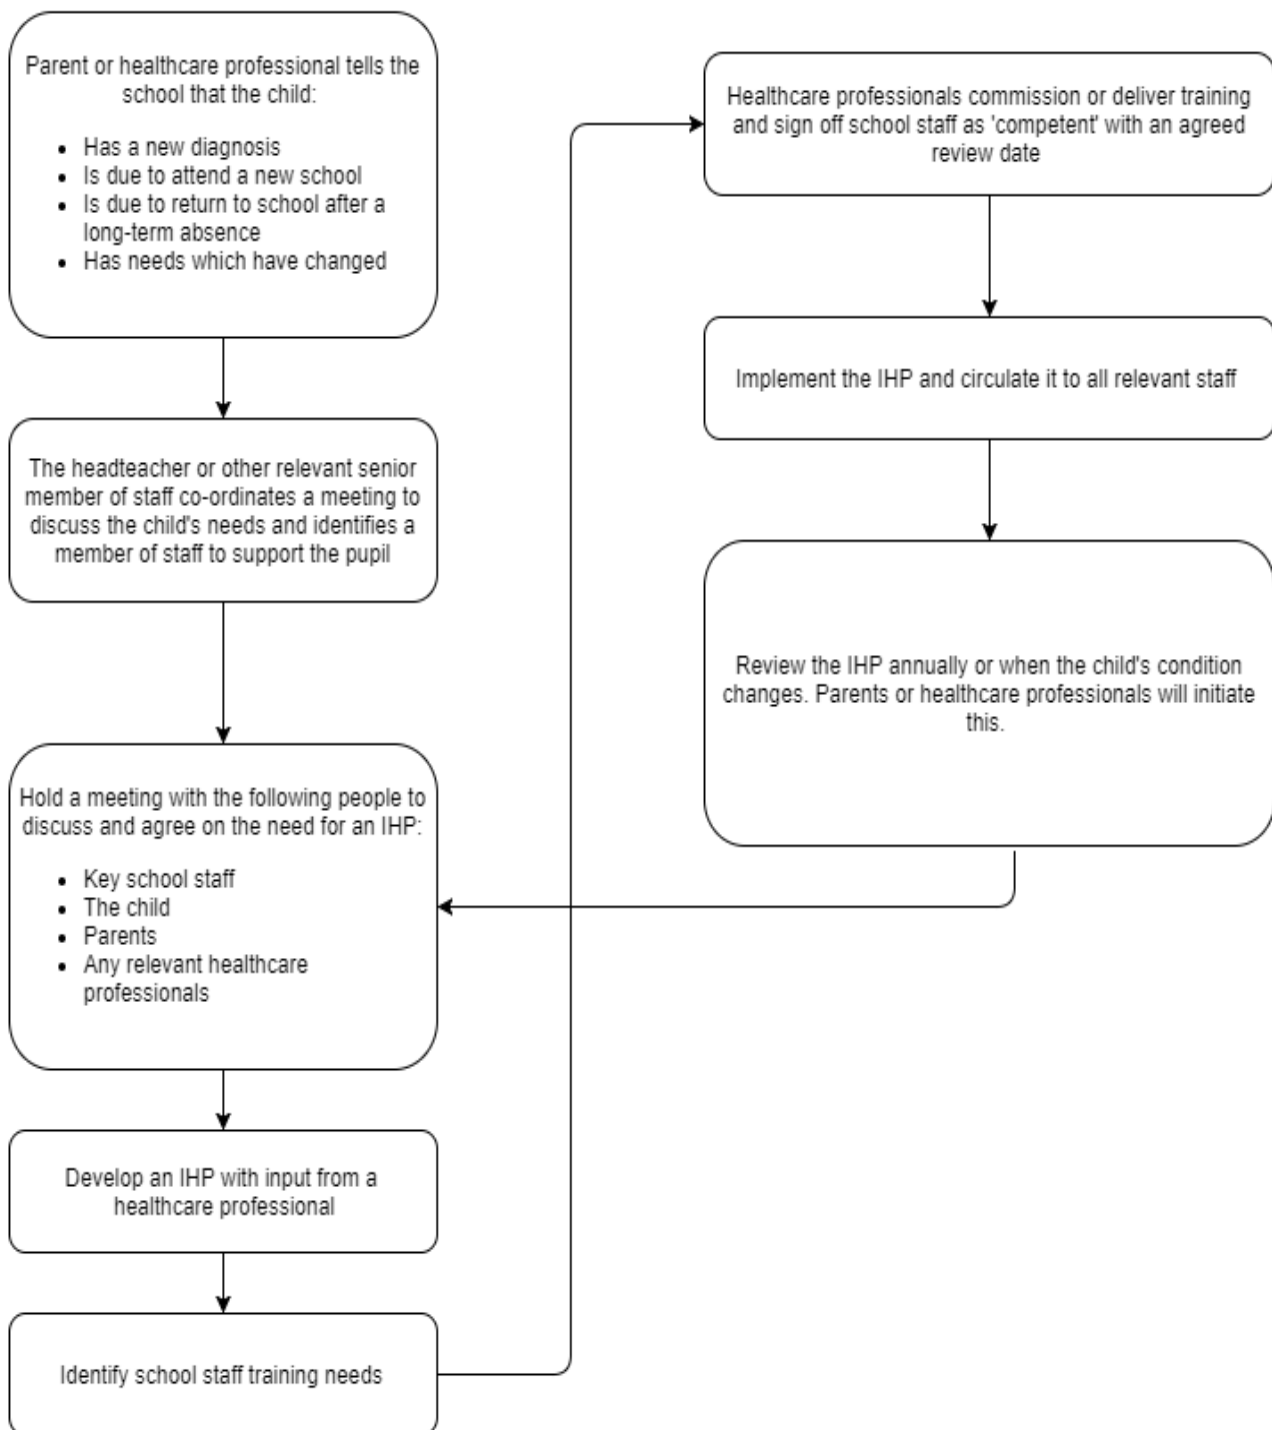 Parent or healthcare professional tells the
school that the child:
• Has a new diagnosis
• Is due to attend a new school
• Is due to return to school after a
long-term absence
• Has needs which have changed
The headteacher or other relevant senior
member of staff co-ordinates a meeting to
discuss the child's needs and identifies a
member of staff to support the pupil
Hold a meeting with the following people to
discuss and agree on the need for an IHP:
• Key school staff
• The child
• Parents
• Any relevant healthcare
professionals
Develop an IHP with input from a
healthcare professional
Identify school staff training needs
Healthcare professionals commission or deliver training
and sign off school staff as 'competent' with an agreed
review date
Implement the IHP and circulate it to all relevant staff
Review the IHP annually or when the child's condition
changes. Parents or healthcare professionals will initiate
this.